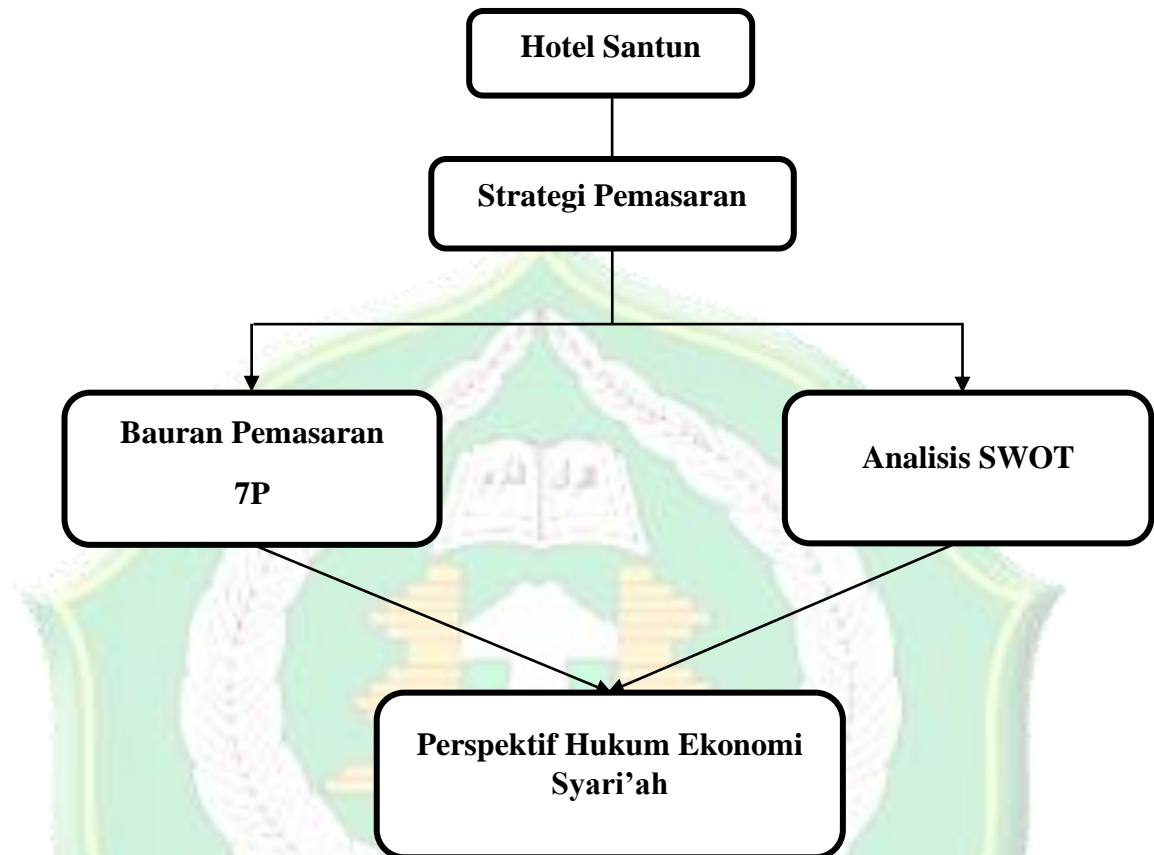 Hotel Santun
Strategi Pemasaran
Bauran Pemasaran
7P
Analisis SWOT
Perspektif Hukum Ekonomi
Syari’ah